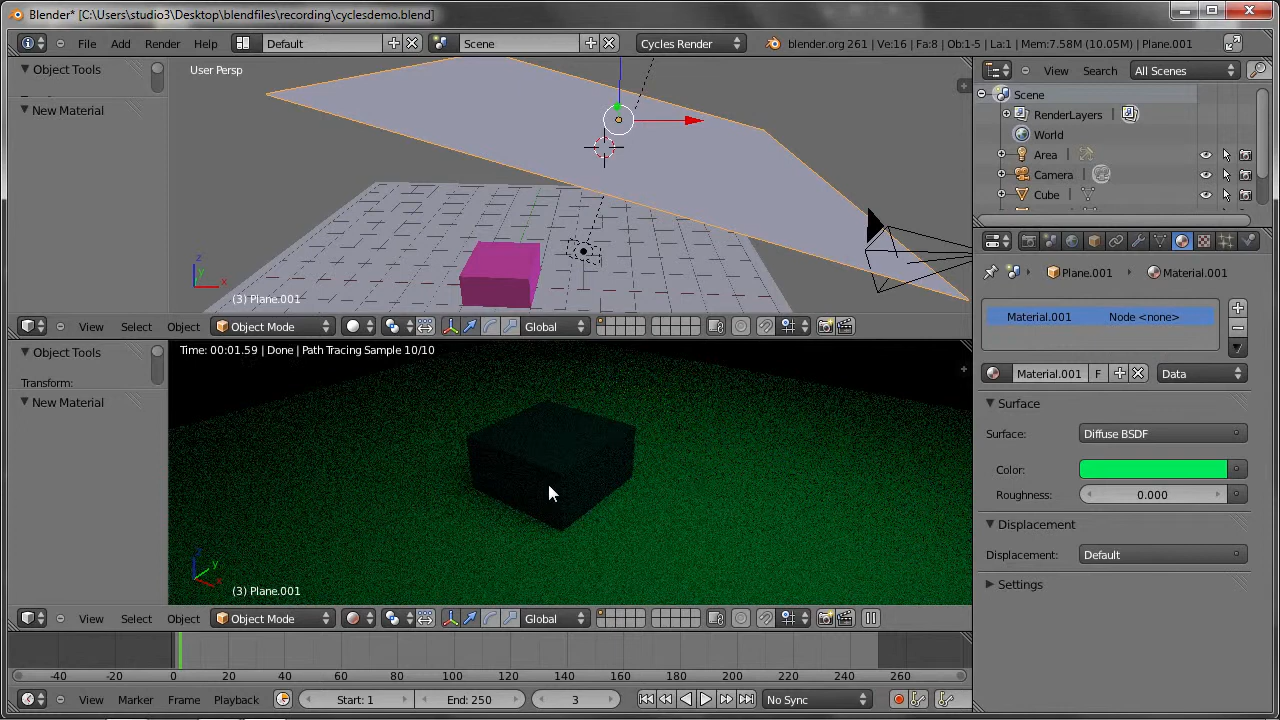 Blender* [C:\Users\studio3\Desktop\blendfiles\recording\cyclesdemo.blend]
File Add Render Help Default Scene Cycles Render blender.org 261 | Ve:16 | Fa:8 | Ob:1-5 | La:1 | Mem:7.58M (10.05M) | Plane.001
Object Tools
New Material
User Persp
z
y
x
(3) Plane.001
View Select Object Object Mode Global
Object Tools
Transform:
New Material
Time: 00:01.59 | Done | Path Tracing Sample 10/10
z
y
x
(3) Plane.001
View Select Object Object Mode Global
-40 -20 0 20 40 60 80 100 120 140 160 180 200 220 240 260
View Marker Frame Playback Start: 1 End: 250 3 No Sync
View Search All Scenes
Scene
RenderLayers
World
Area
Camera
Cube
Plane.001 Material.001
Material.001 Node <none>
Material.001 F Data
Surface
Surface: Diffuse BSDF
Color:
Roughness: 0.000
Displacement
Displacement: Default
Settings